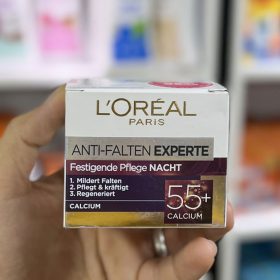 L'ORÉAL
PARIS
ANTI-FALTEN EXPERTE
Festigende Pflege NACHT
1. Mildert Falten
2. Pflegt & kräftigt
3. Regeneriert
CALCIUM
55+
CALCIUM